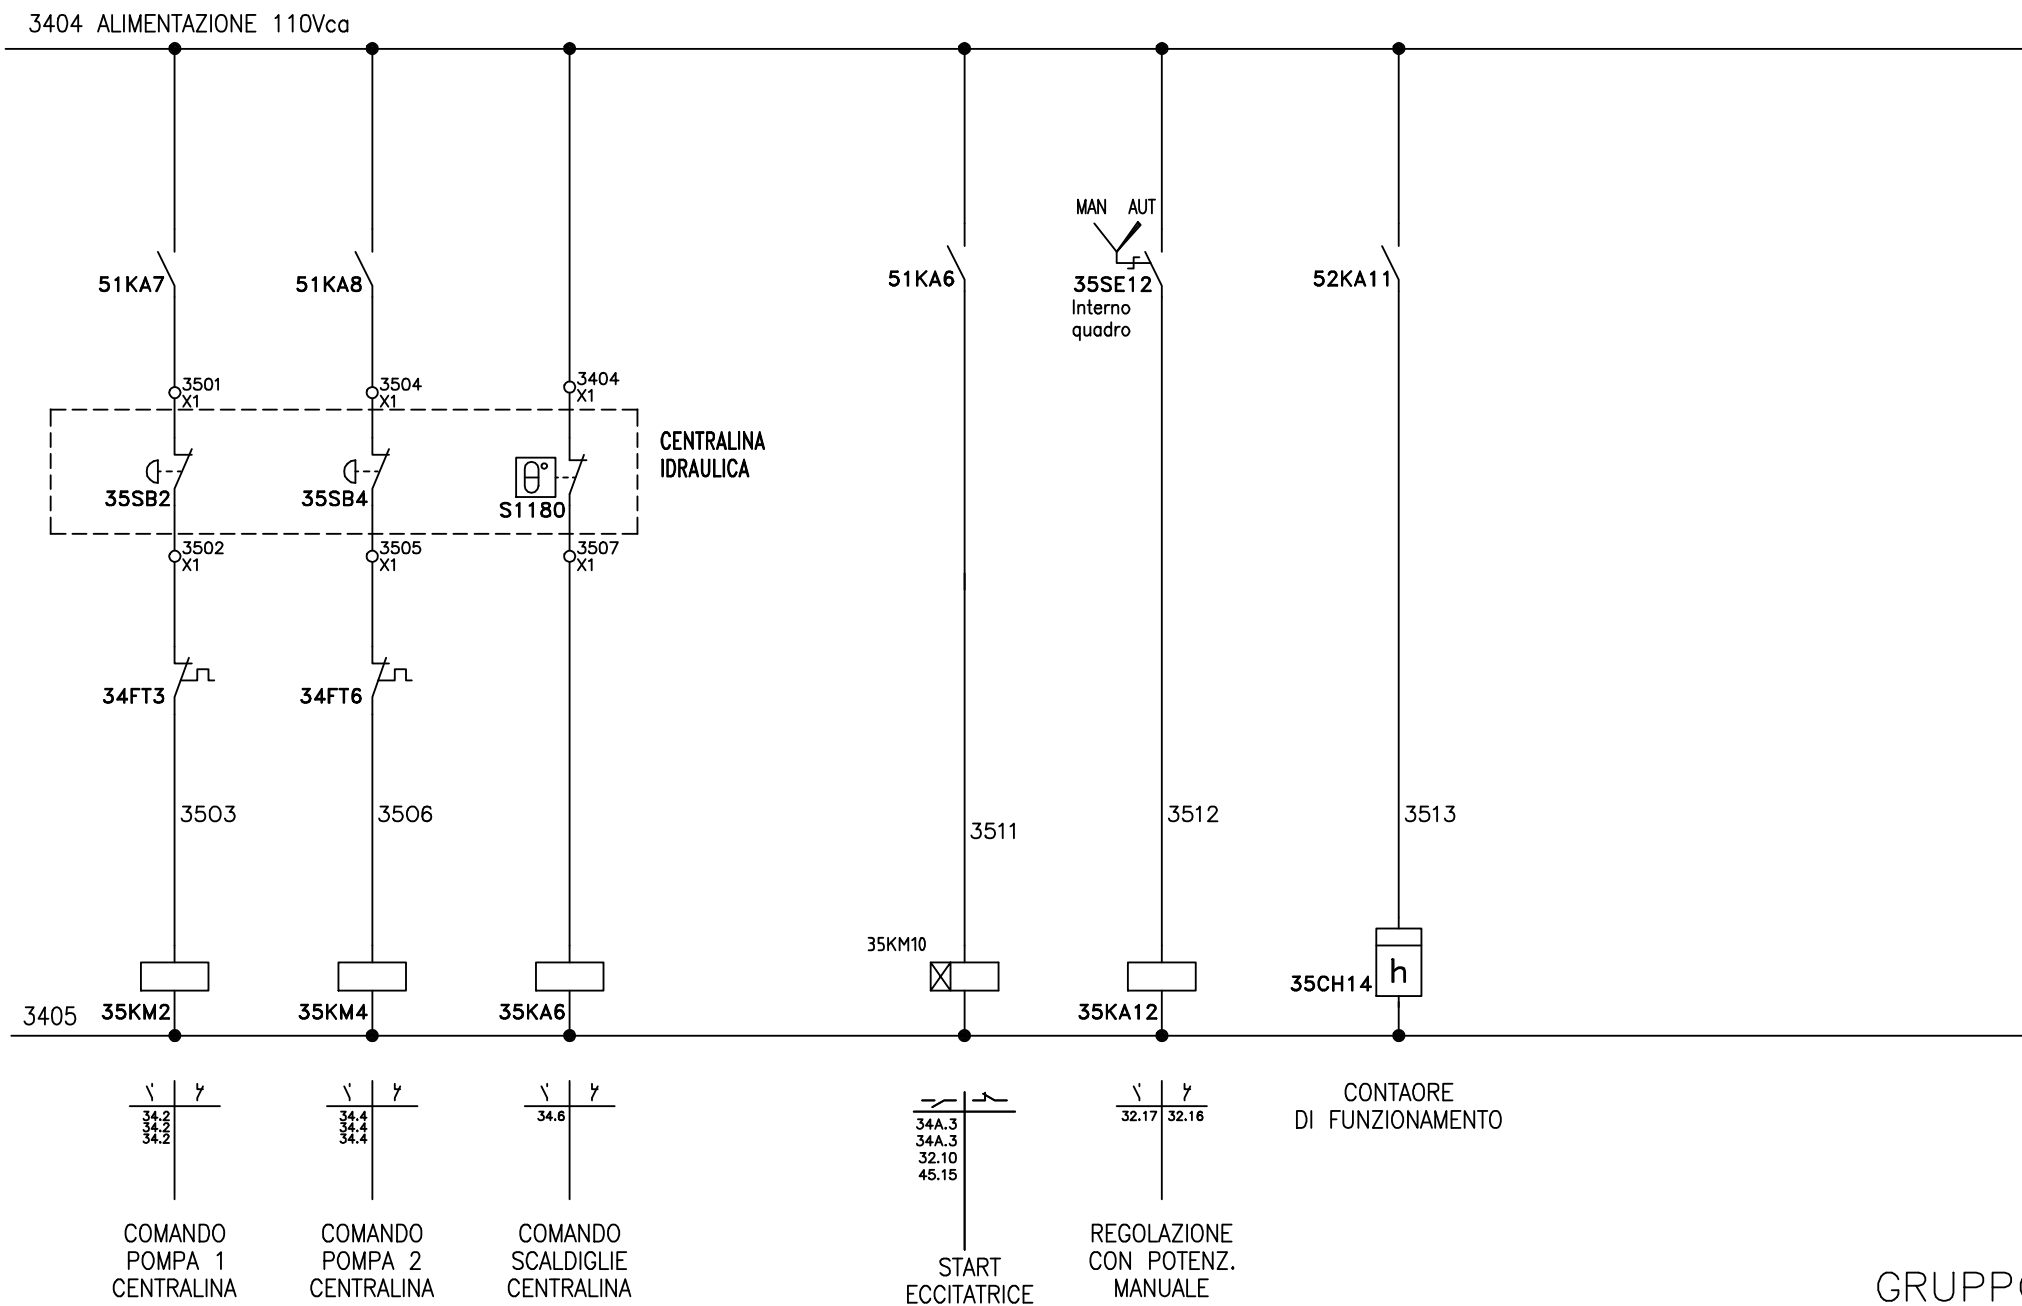 3404 ALIMENTAZIONE 110Vca
MAN AUT
51KA7
51KA8
51KA6
35SE12
Interno
quadro
52KA11
3501
X1
3504
X1
3404
X1
CENTRALINA
IDRAULICA
35SB2
35SB4
θ°
S1180
3502
X1
3505
X1
3507
X1
34FT3
34FT6
3503
3506
3511
3512
3513
35KM10
h
35CH14
3405
35KM2
35KM4
35KA6
35KA12
34.2
34.2
34.2
34.4
34.4
34.4
34.6
34A.3
34A.3
32.10
45.15
32.17 32.16
CONTAORE
DI FUNZIONAMENTO
COMANDO
POMPA 1
CENTRALINA
COMANDO
POMPA 2
CENTRALINA
COMANDO
SCALDIGLIE
CENTRALINA
START
ECCITATRICE
REGOLAZIONE
CON POTENZ.
MANUALE
GRUPPO